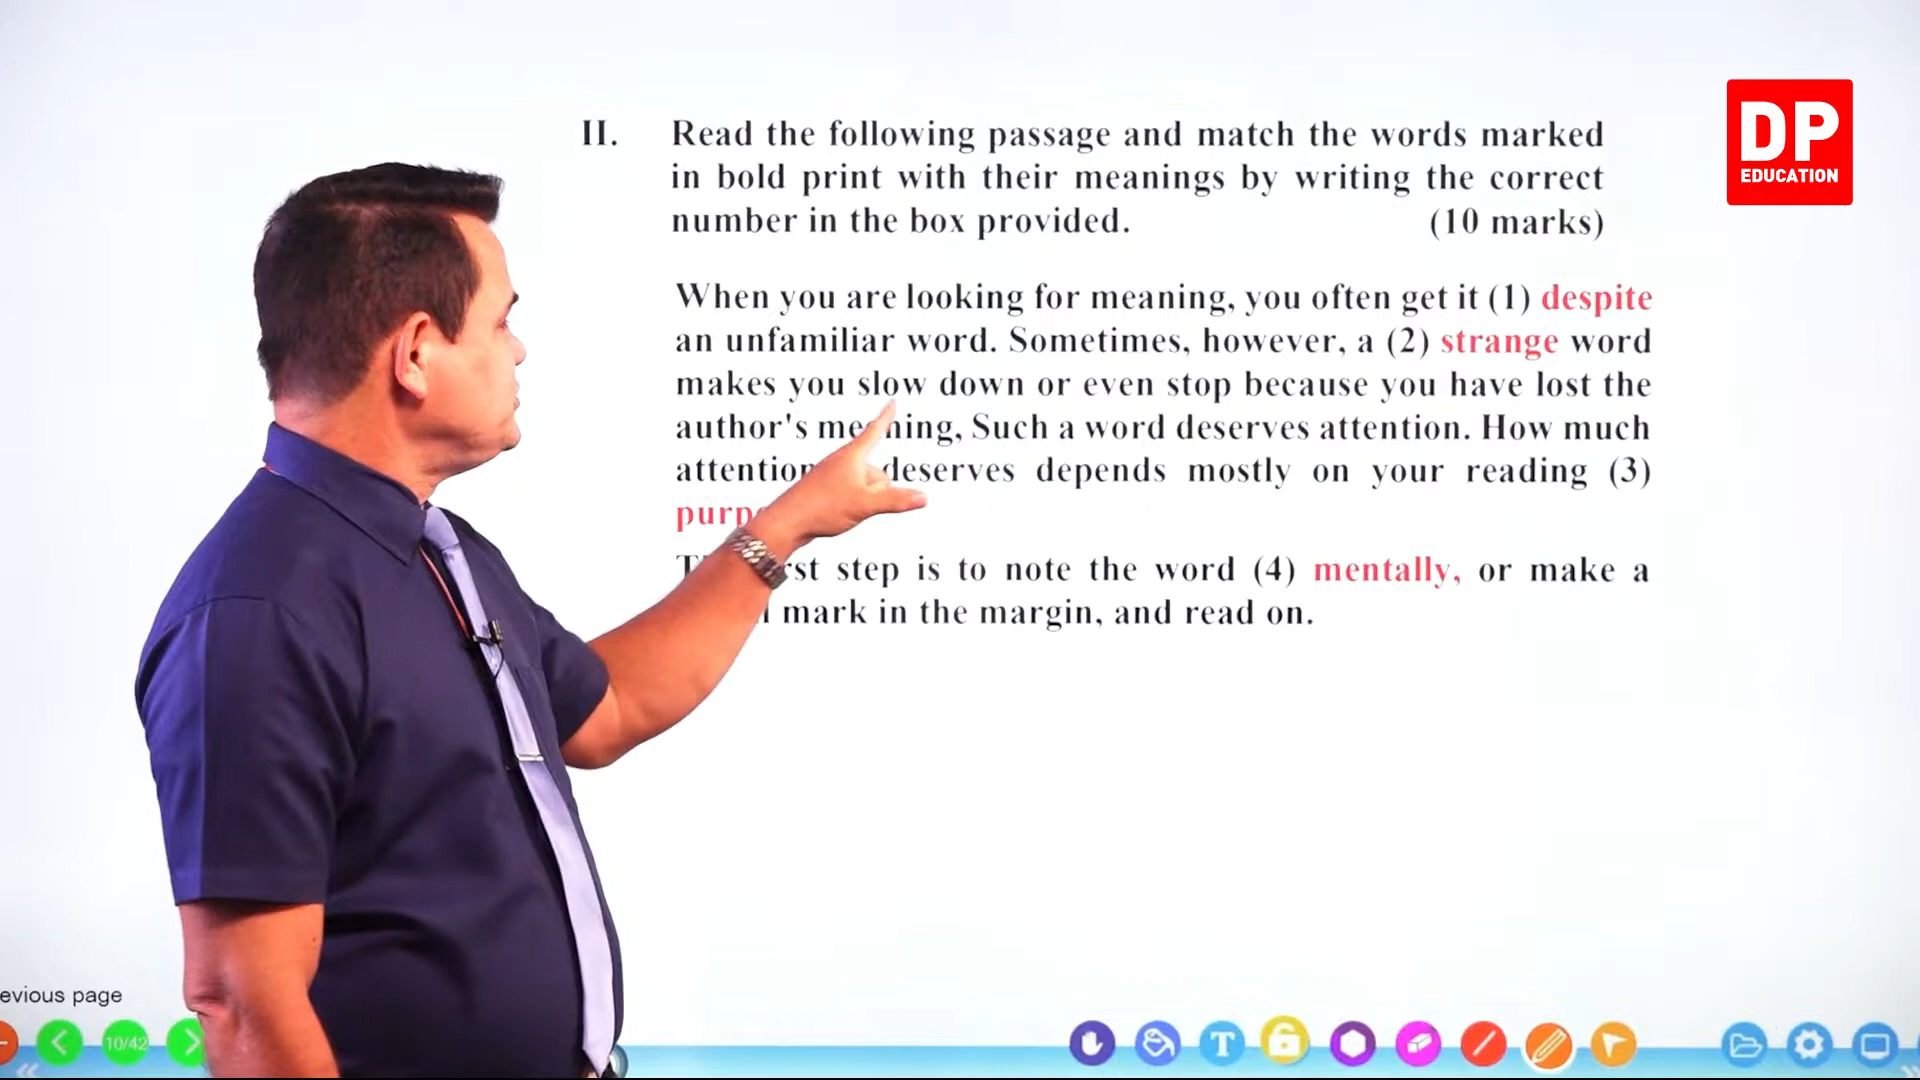 DP
EDUCATION
II. Read the following passage and match the words marked
in bold print with their meanings by writing the correct
number in the box provided. (10 marks)
When you are looking for meaning, you often get it (1) despite
an unfamiliar word. Sometimes, however, a (2) strange word
makes you slow down or even stop because you have lost the
author's meaning, Such a word deserves attention. How much
attention deserves depends mostly on your reading (3)
step is to note the word (4) mentally, or make a
mark in the margin, and read on.
evious page
10/42
T